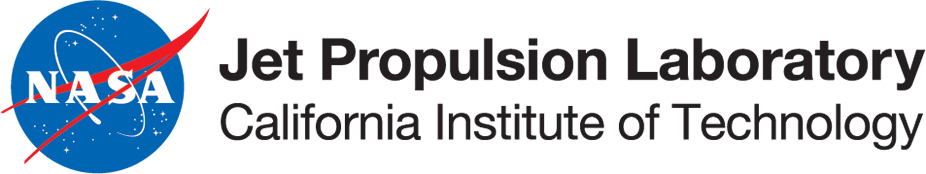 NASA
Jet Propulsion Laboratory
California Institute of Technology